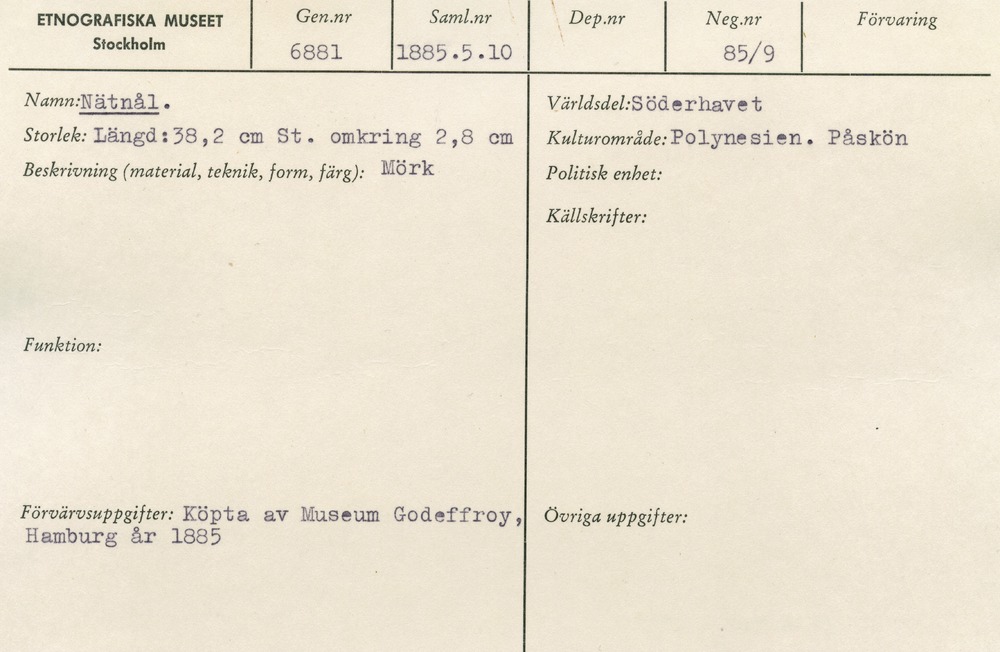 ETNOGRAFISKA MUSEET
Stockholm
Gen.nr
6881
Saml.nr
1885.5.10
Dep.nr
Neg.nr
85/9
Förvaring
Namn: Nätnål.
Storlek: Längd:38,2 cm St. omkring 2,8 cm
Beskrivning (material, teknik, form, färg): Mörk
Funktion:
Förvärvsuppgifter: Köpta av Museum Godeffroy,
Hamburg år 1885
Världsdel: Söderhavet
Kulturområde: Polynesien. Påskön
Politisk enhet:
Källskrifter:
Övriga uppgifter: